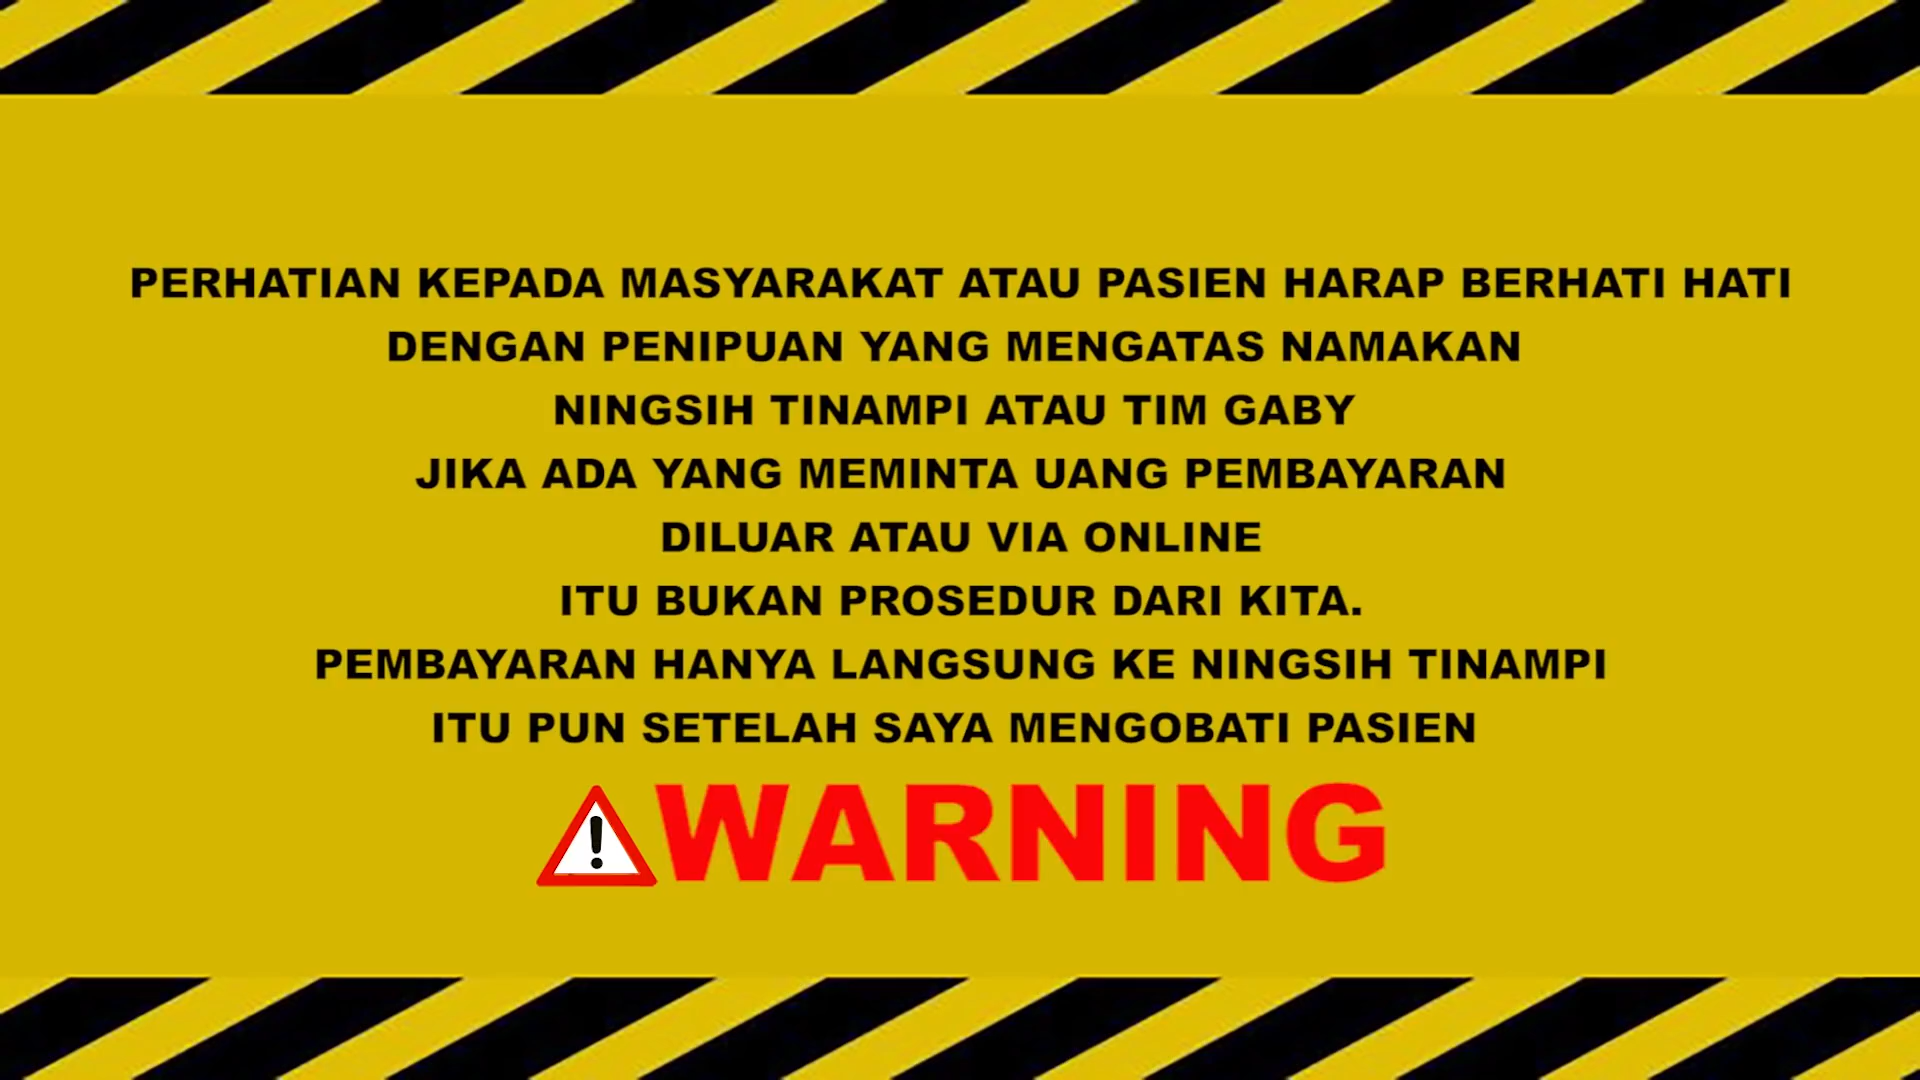 PERHATIAN KEPADA MASYARAKAT ATAU PASIEN HARAP BERHATI HATI
DENGAN PENIPUAN YANG MENGATAS NAMAKAN
NINGSIH TINAMPI ATAU TIM GABY
JIKA ADA YANG MEMINTA UANG PEMBAYARAN
DILUAR ATAU VIA ONLINE
ITU BUKAN PROSEDUR DARI KITA.
PEMBAYARAN HANYA LANGSUNG KE NINGSIH TINAMPI
ITU PUN SETELAH SAYA MENGOBATI PASIEN
WARNING